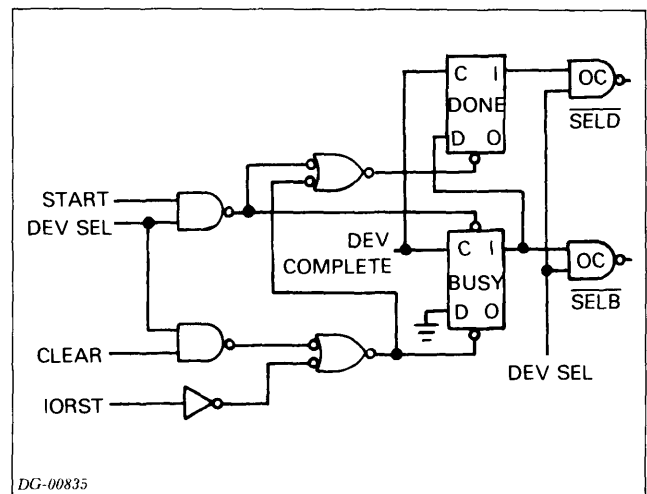 C I
DONE
D O
OC
SELD
START
DEV SEL
DEV
COMPLETE
C I
BUSY
D O
OC
SELB
CLEAR
DEV SEL
IORST
DG-00835